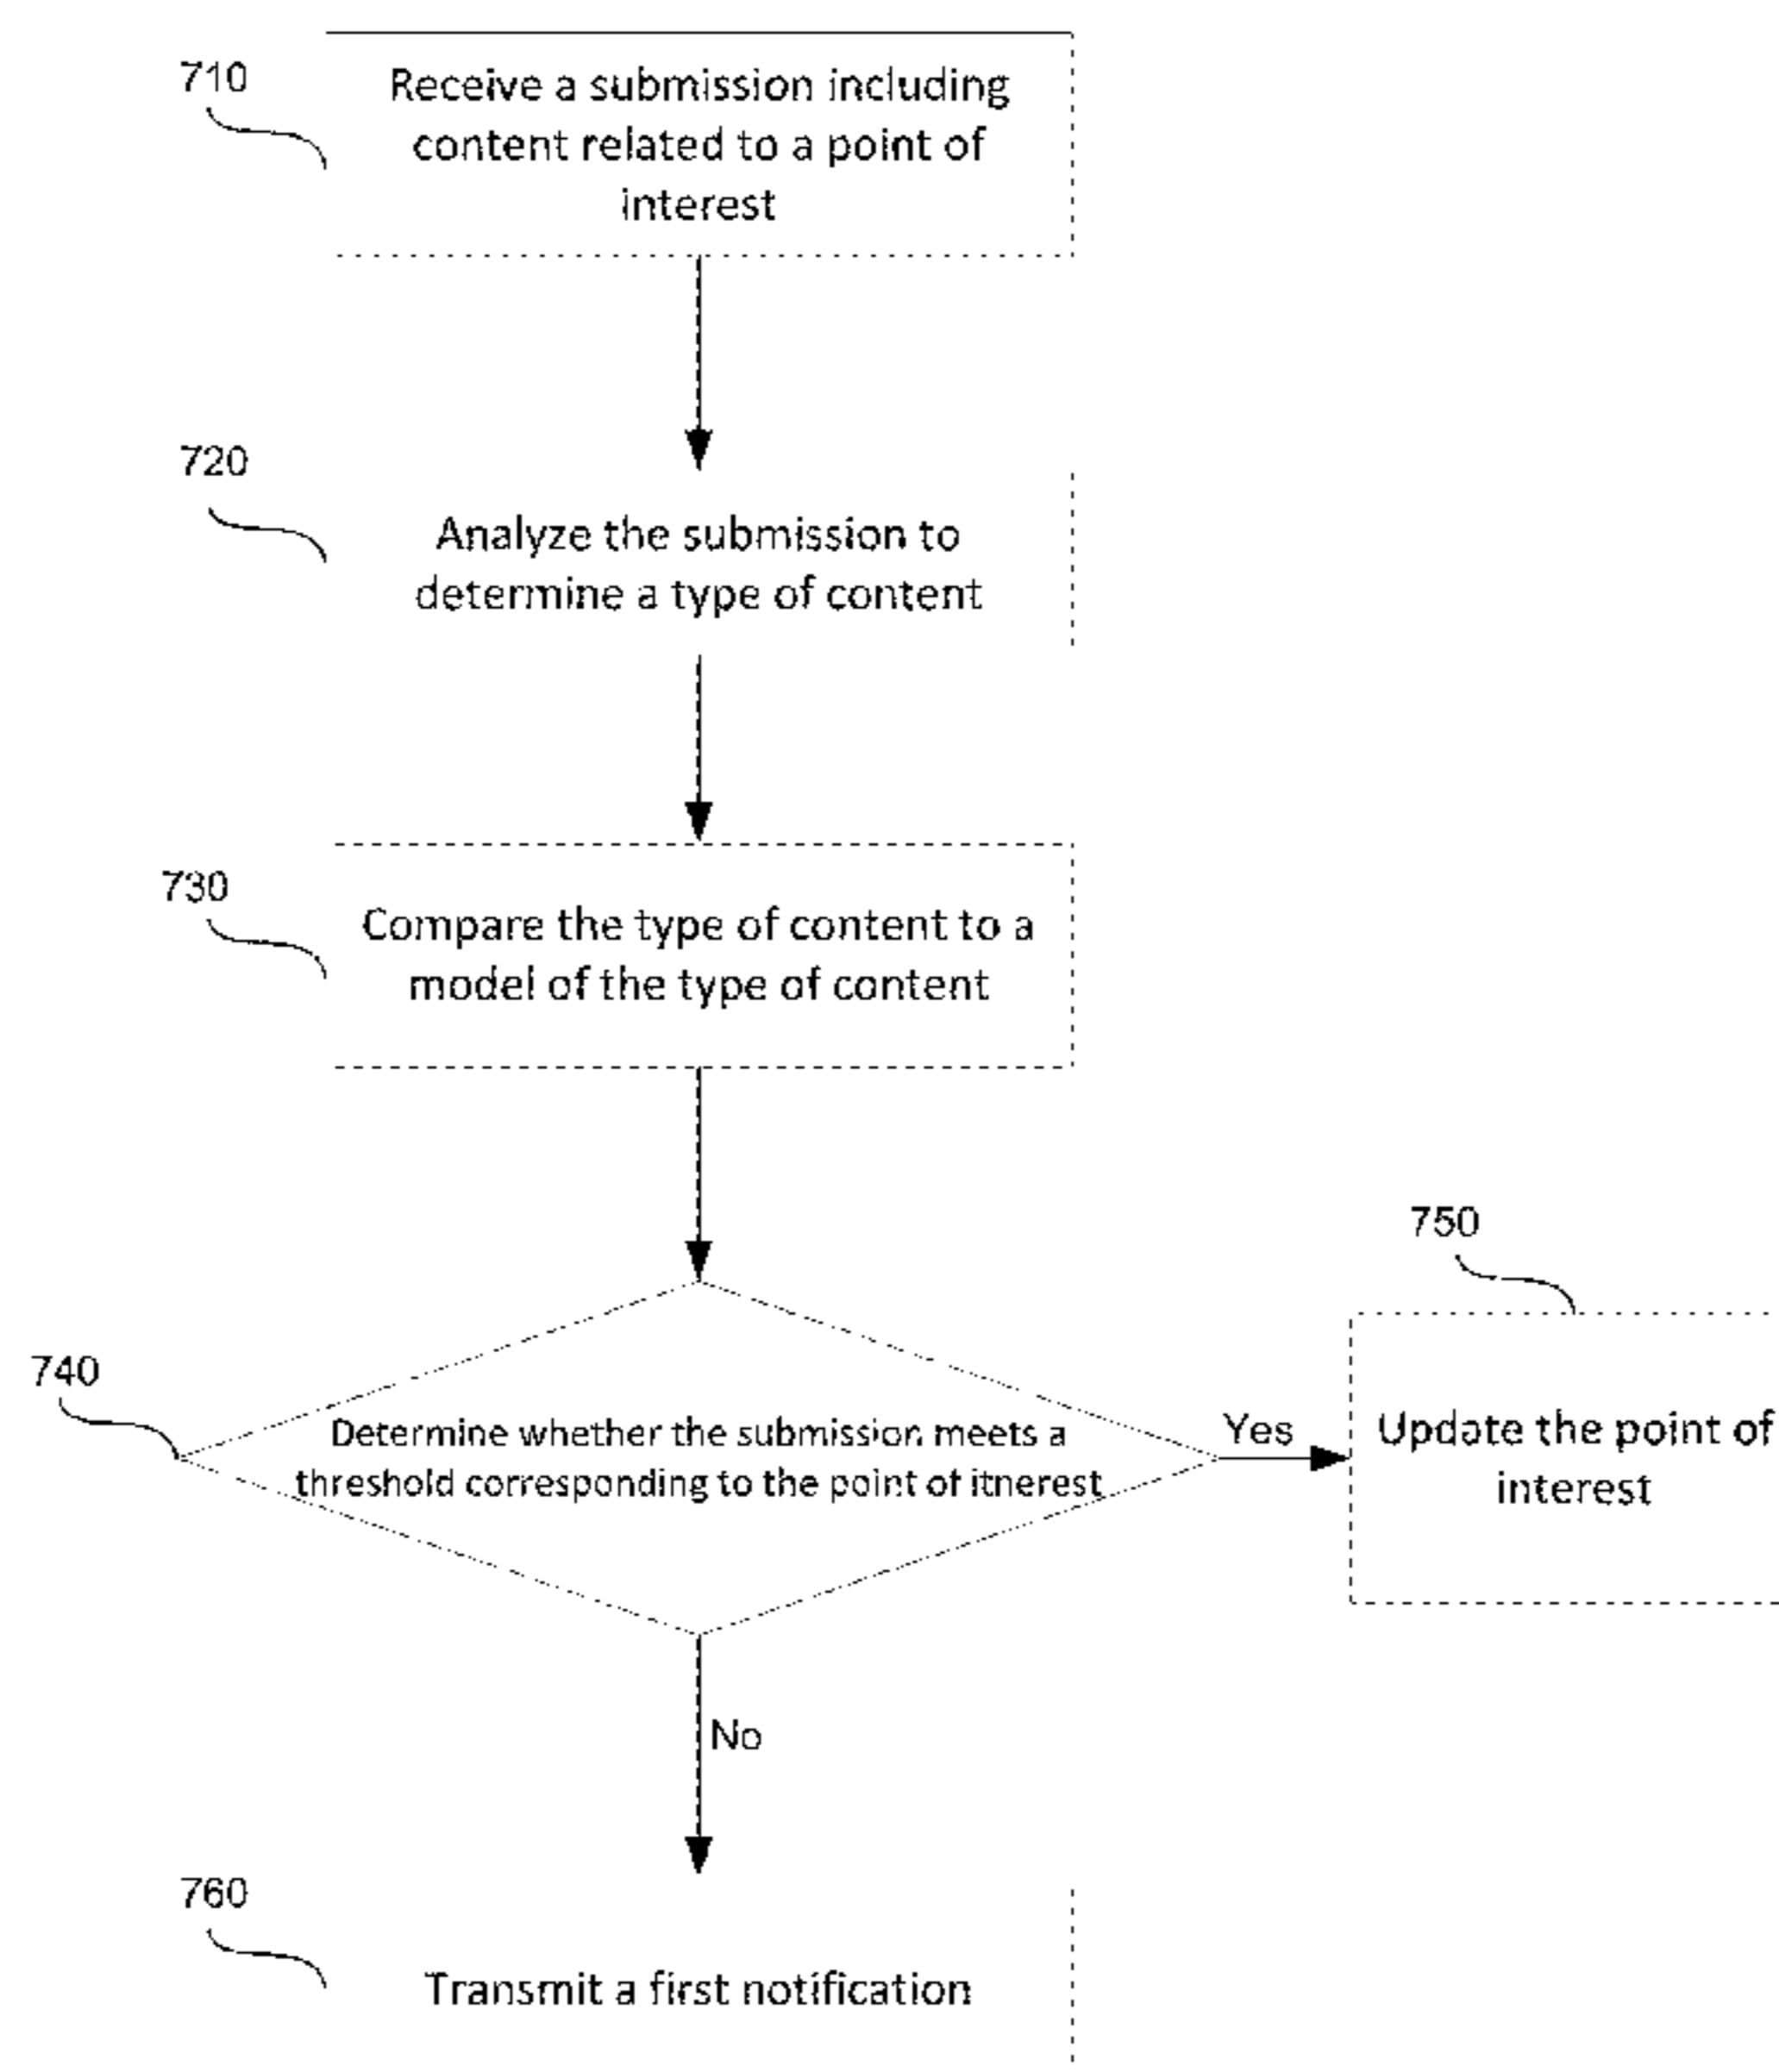 710
Receive a submission including
content related to a point of
interest
720
Analyze the submission to
determine a type of content
730
Compare the type of content to a
model of the type of content
740
Determine whether the submission meets a
threshold corresponding to the point of itnerest
Yes
750
Update the point of
interest
No
760
Transmit a first notification